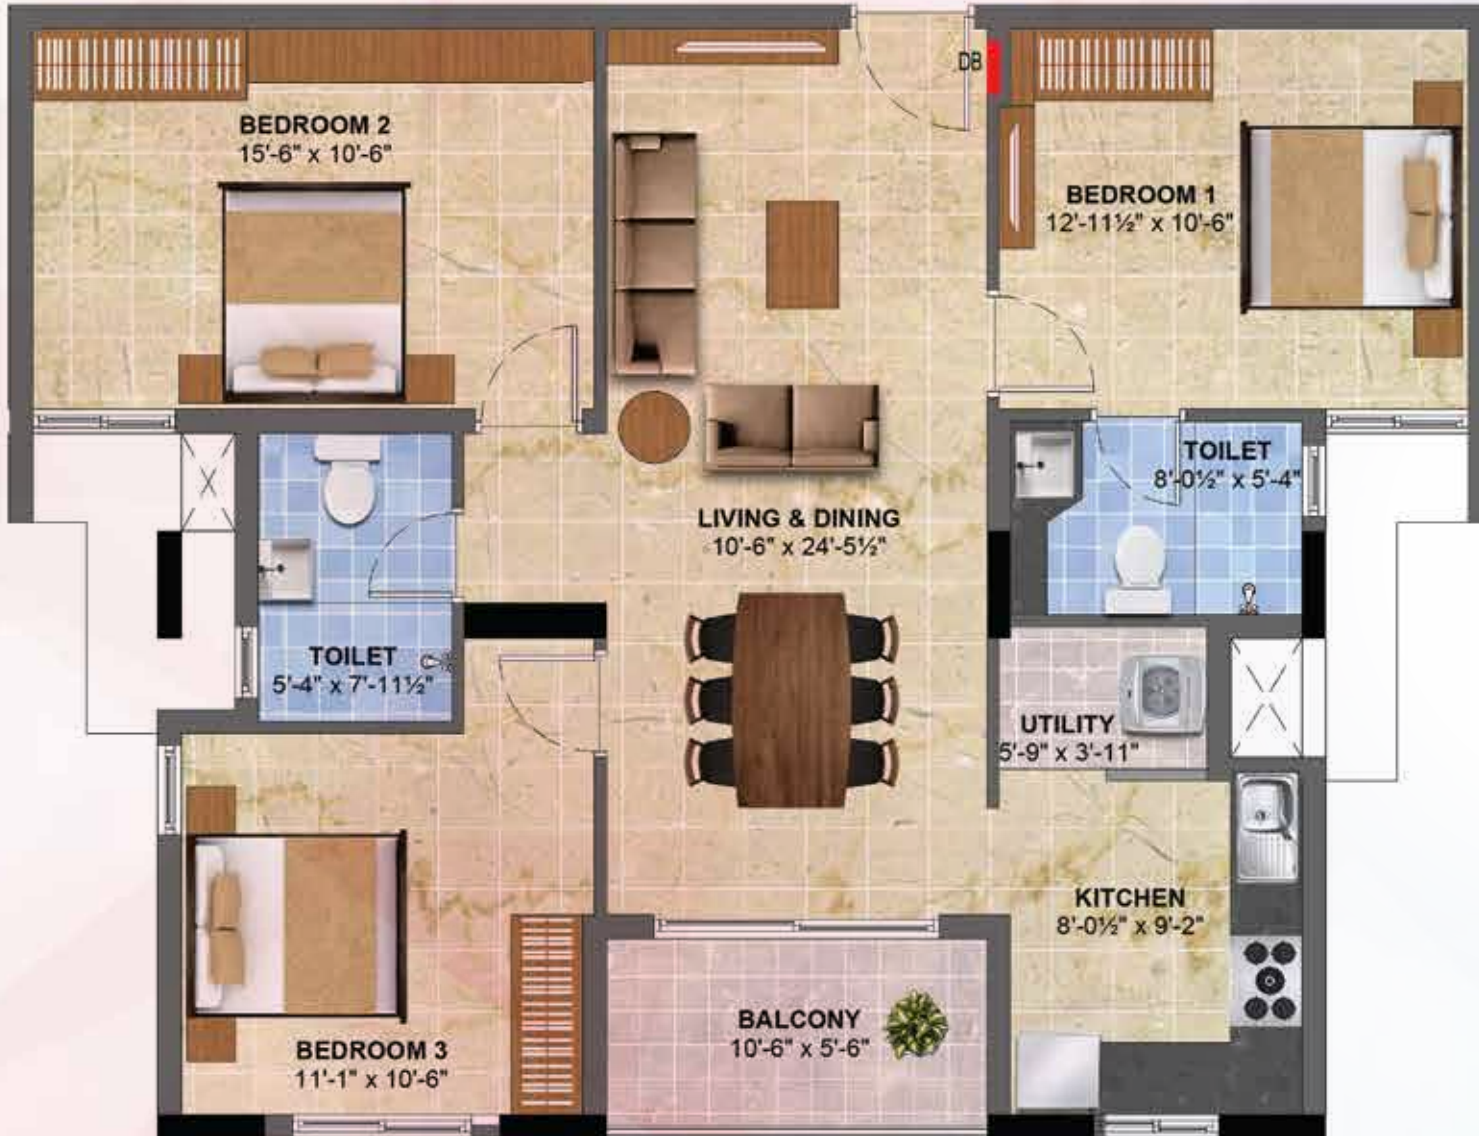 DB
BEDROOM 2
15'-6" x 10'-6"
BEDROOM 1
12'-11½" x 10'-6"
TOILET
8'-0½" x 5'-4"
LIVING & DINING
10'-6" x 24'-5½"
TOILET
5'-4" x 7'-11½"
UTILITY
5'-9" x 3'-11"
KITCHEN
8'-0½" x 9'-2"
BALCONY
10'-6" x 5'-6"
BEDROOM 3
11'-1" x 10'-6"